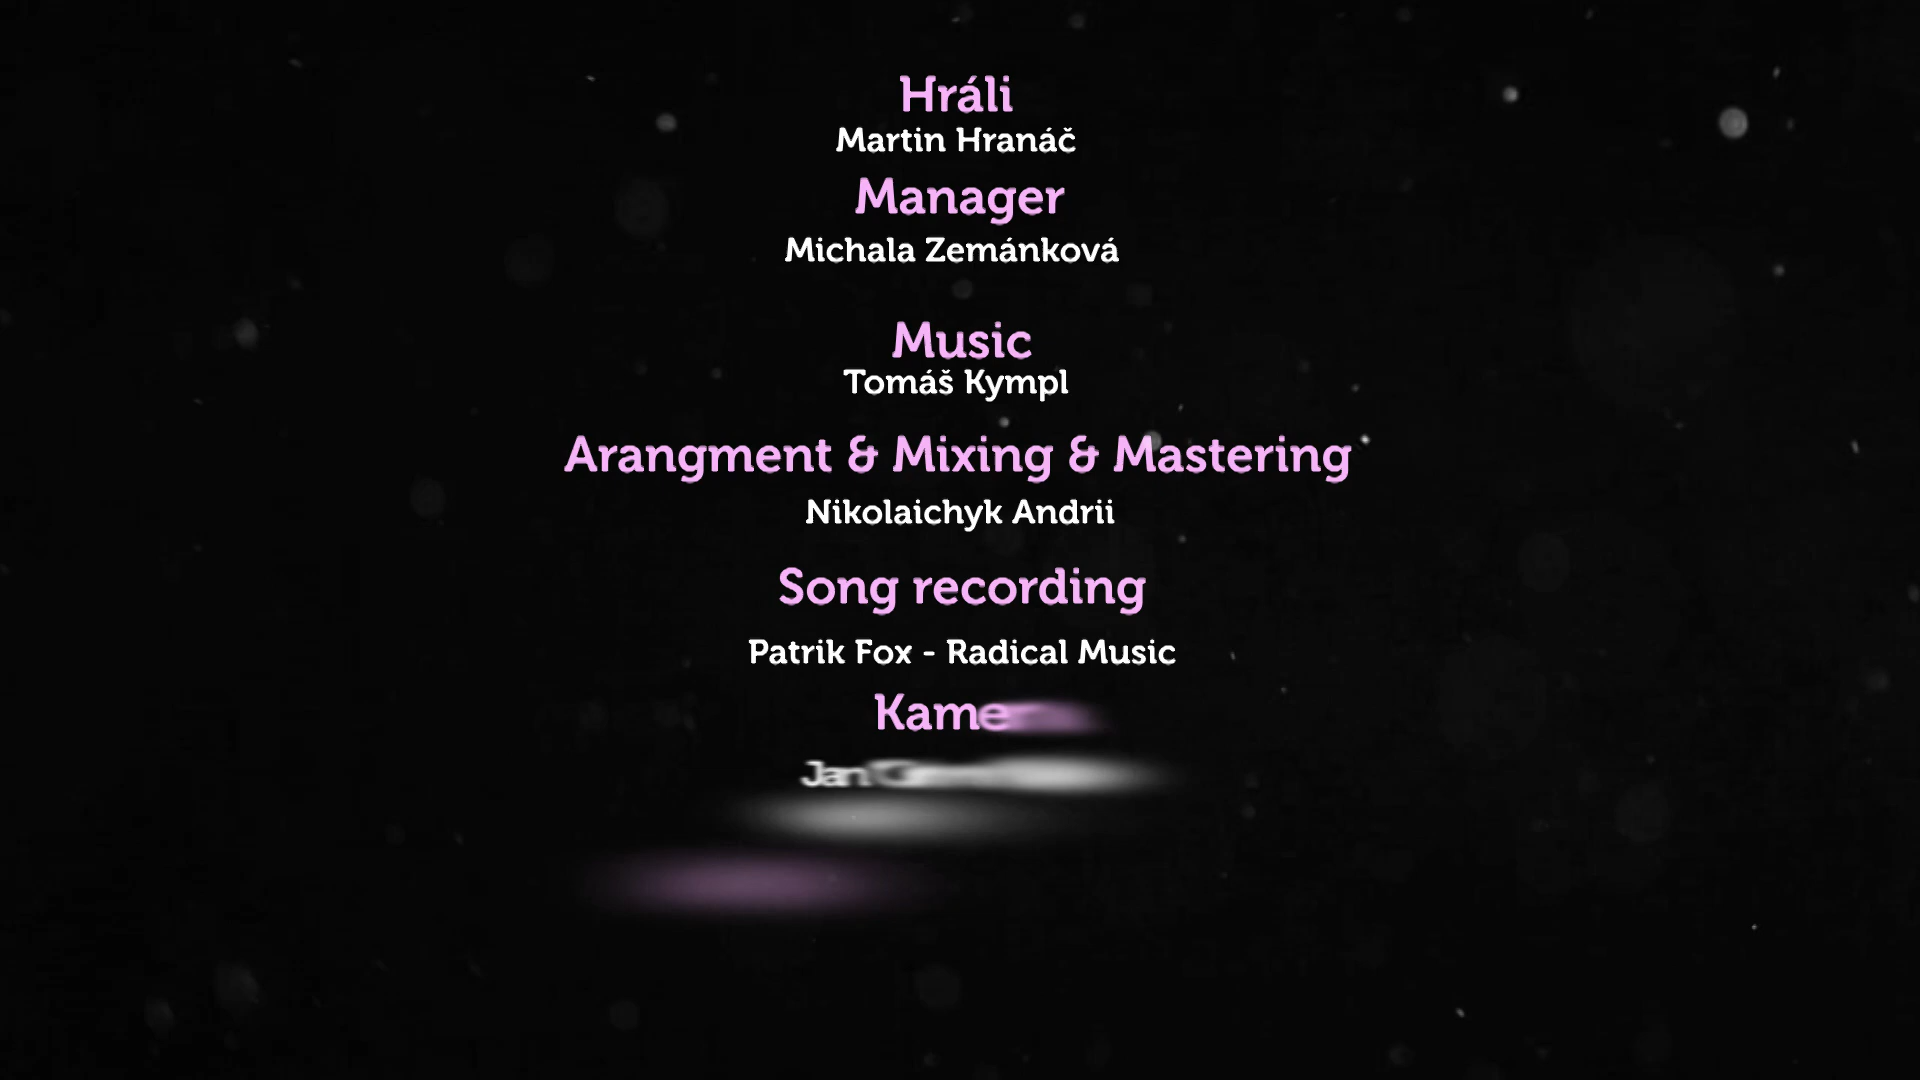 Hráli
Martin Hranáč
Manager
Michala Zemánková
Music
Tomáš Kympl
Arangment & Mixing & Mastering
Nikolaichyk Andrii
Song recording
Patrik Fox - Radical Music
Jan